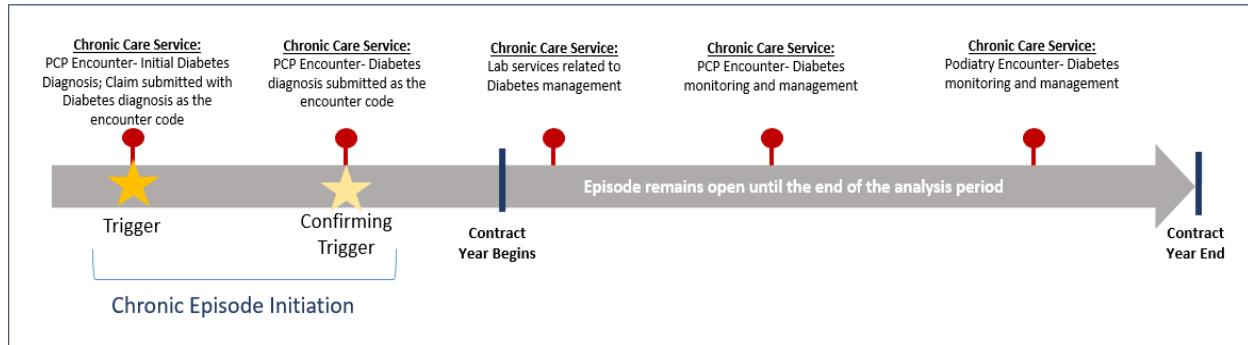 Chronic Care Service:
PCP Encounter- Initial Diabetes
Diagnosis; Claim submitted with
Diabetes diagnosis as the
encounter code
Chronic Care Service:
PCP Encounter- Diabetes
diagnosis submitted as the
encounter code
Chronic Care Service:
Lab services related to
Diabetes management
Chronic Care Service:
PCP Encounter- Diabetes
monitoring and management
Chronic Care Service:
Podiatry Encounter- Diabetes
monitoring and management
Episode remains open until the end of the analysis period
Trigger
Confirming
Trigger
Contract
Year Begins
Contract
Year End
Chronic Episode Initiation